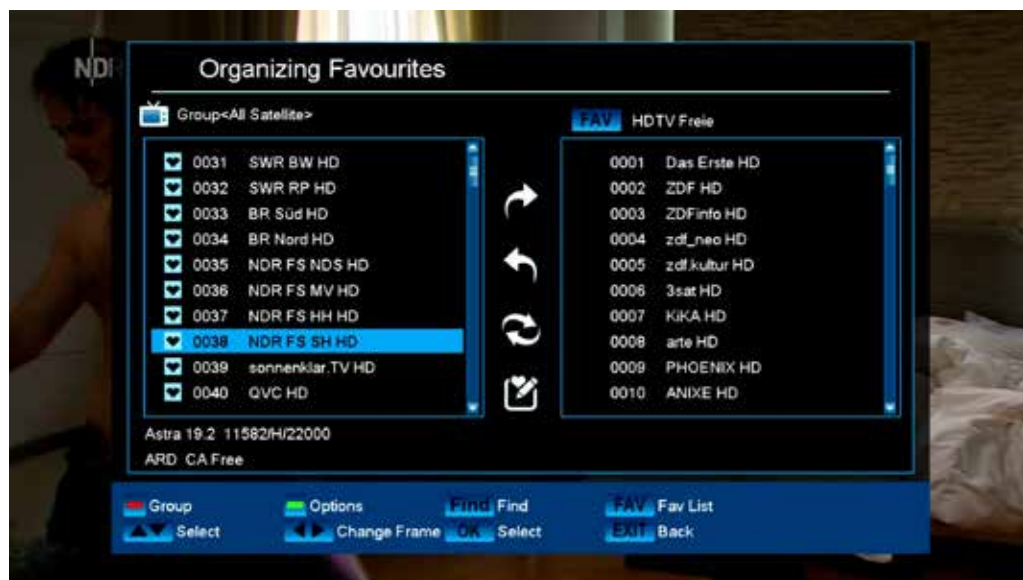 NDR
Organizing Favourites
Group<All Satellite>
FAV HDTV Freie
0031 SWR BW HD
0032 SWR RP HD
0033 BR Süd HD
0034 BR Nord HD
0035 NDR FS NDS HD
0036 NDR FS MV HD
0037 NDR FS HH HD
0038 NDR FS SH HD
0039 sonnenklar.TV HD
0040 QVC HD
0001 Das Erste HD
0002 ZDF HD
0003 ZDFinfo HD
0004 zdf_neo HD
0005 zdf.kultur HD
0006 3sat HD
0007 KiKA HD
0008 arte HD
0009 PHOENIX HD
0010 ANIXE HD
Astra 19.2 11582/H/22000
ARD CA Free
Group Options Find Find FAV Fav List
Select Change Frame OK Select EXIT Back